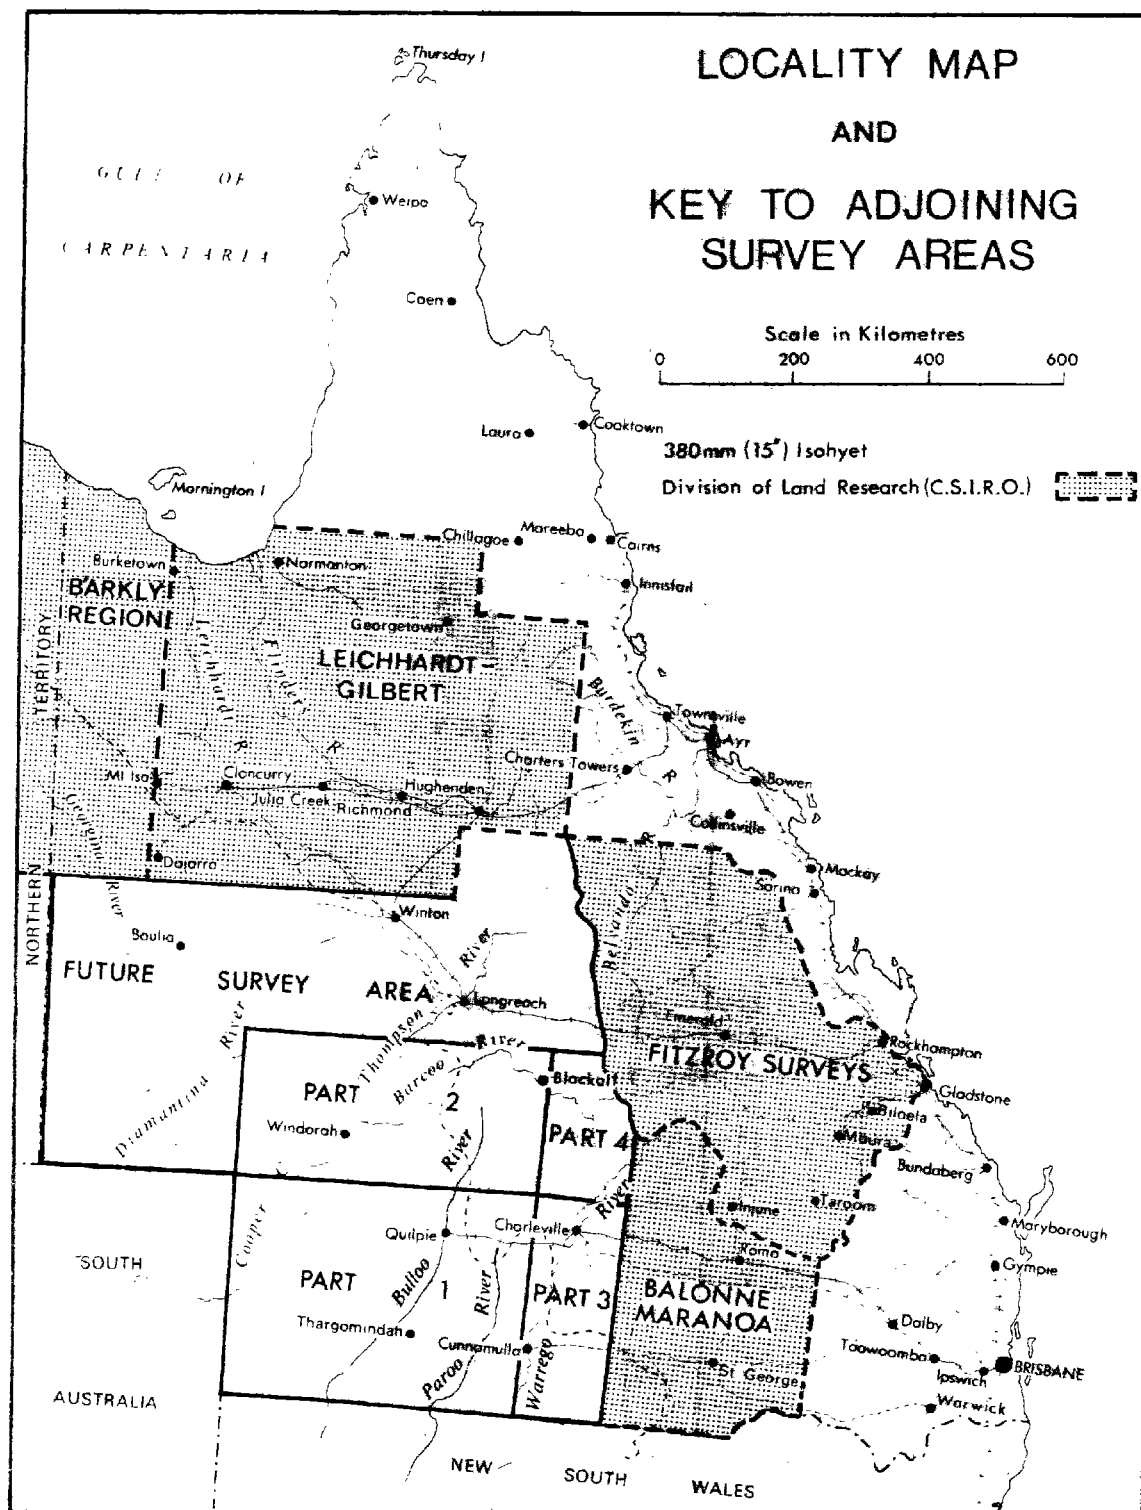 Thursday I
LOCALITY MAP
AND
KEY TO ADJOINING
SURVEY AREAS
GULF OF
CARPENTARIA
Weipa
Coen
Scale in Kilometres
0 200 400 600
Laura
Cooktown
380mm (15") Isohyet
Division of Land Research (C.S.I.R.O.)
Mornington I
Chillagoe
Mareeba
Cairns
Burketown
Normanton
Innisfail
BARKLY
REGION
Georgetown
LEICHHARDT-
GILBERT
Leichhardt R
Flinders R
Burdekin R
TERRITORY
NORTHERN
Townsville
Ayr
Charters Towers
Bowen
Mt Isa
Cloncurry
Julia Creek
Richmond
Hughenden
Collinsville
Georgina River
Dajarra
Mackay
Sarina
Winton
Belyando R
Boulia
FUTURE SURVEY AREA
River
Longreach
Emerald
Rockhampton
FITZROY SURVEYS
Thompson
Barcoo River
Diamantina River
Blackall
Gladstone
Biloela
Moura
PART 2
Windorah
PART 4
Bundaberg
River
River
Injune
Taroom
Maryborough
Cooper
Quilpie
Charleville
Roma
Gympie
SOUTH
PART 1
Bulloo
River
PART 3
BALONNE
MARANOA
Thargomindah
Cunnamulla
Dalby
Toowoomba
BRISBANE
Ipswich
St George
Paroo
Warrego
Warwick
AUSTRALIA
NEW SOUTH WALES